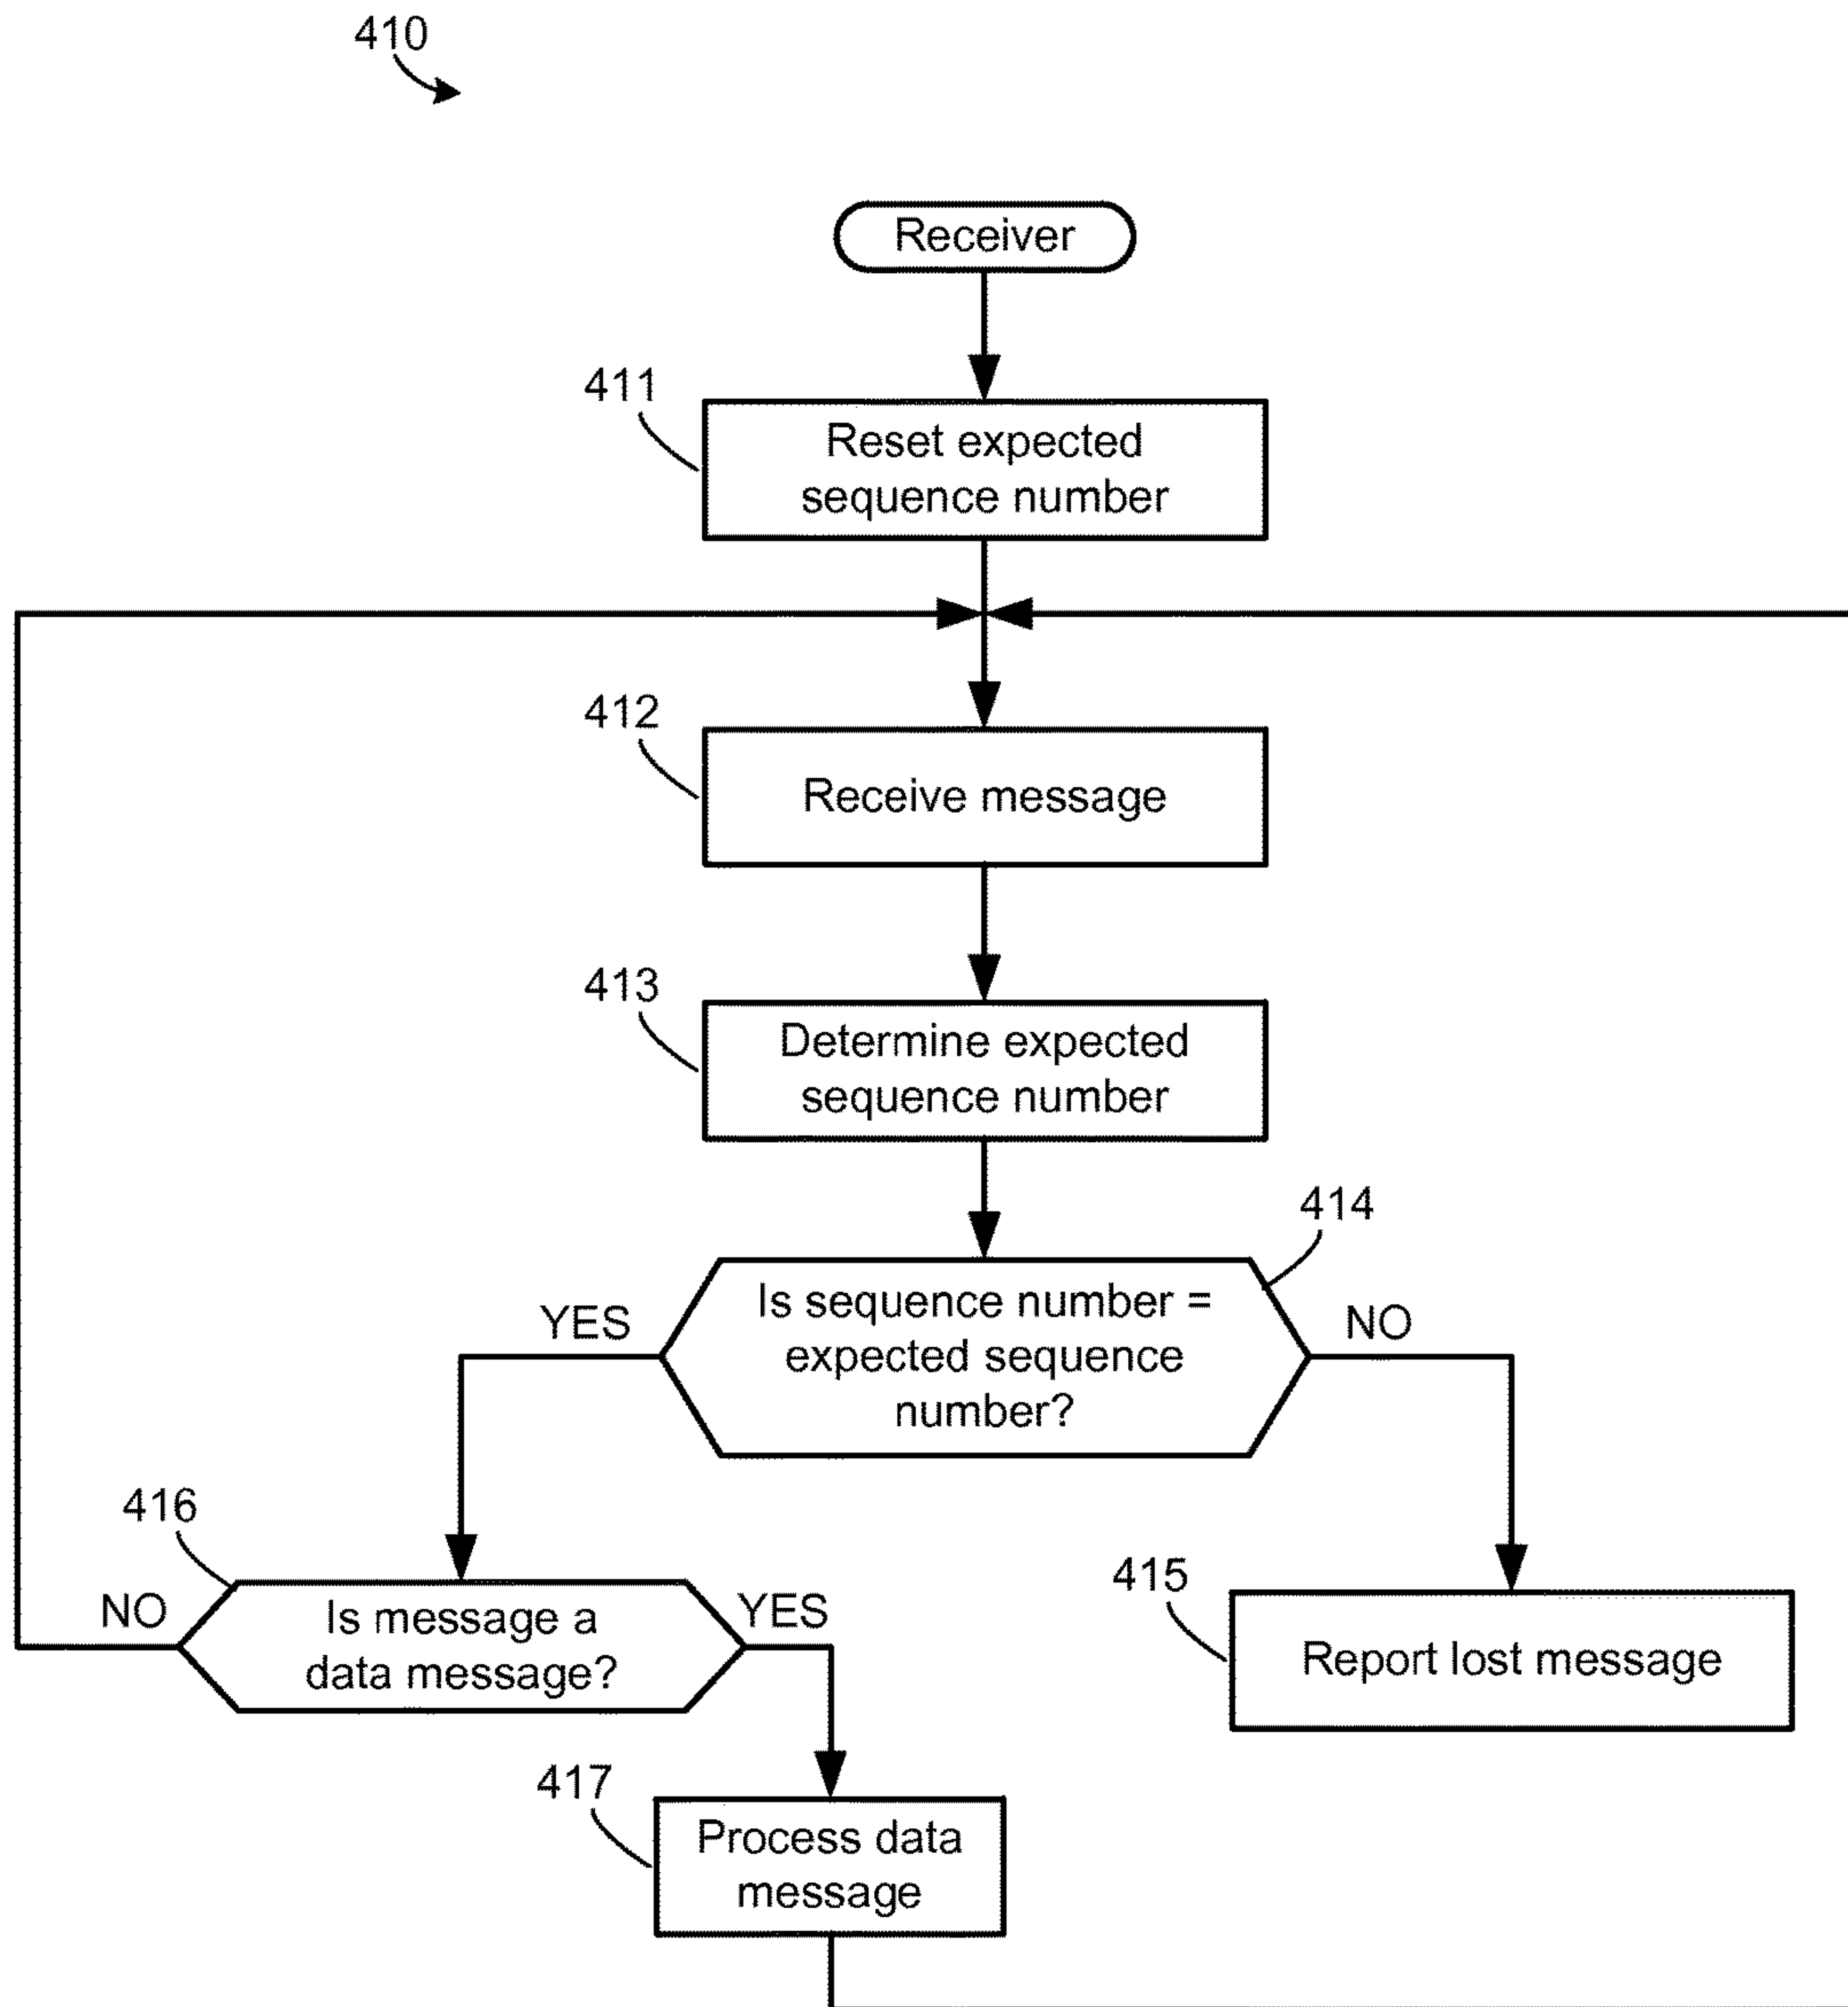 410
Receiver
411
Reset expected
sequence number
412
Receive message
413
Determine expected
sequence number
414
Is sequence number =
expected sequence
number?
YES
NO
416
Is message a
data message?
NO
YES
415
Report lost message
417
Process data
message